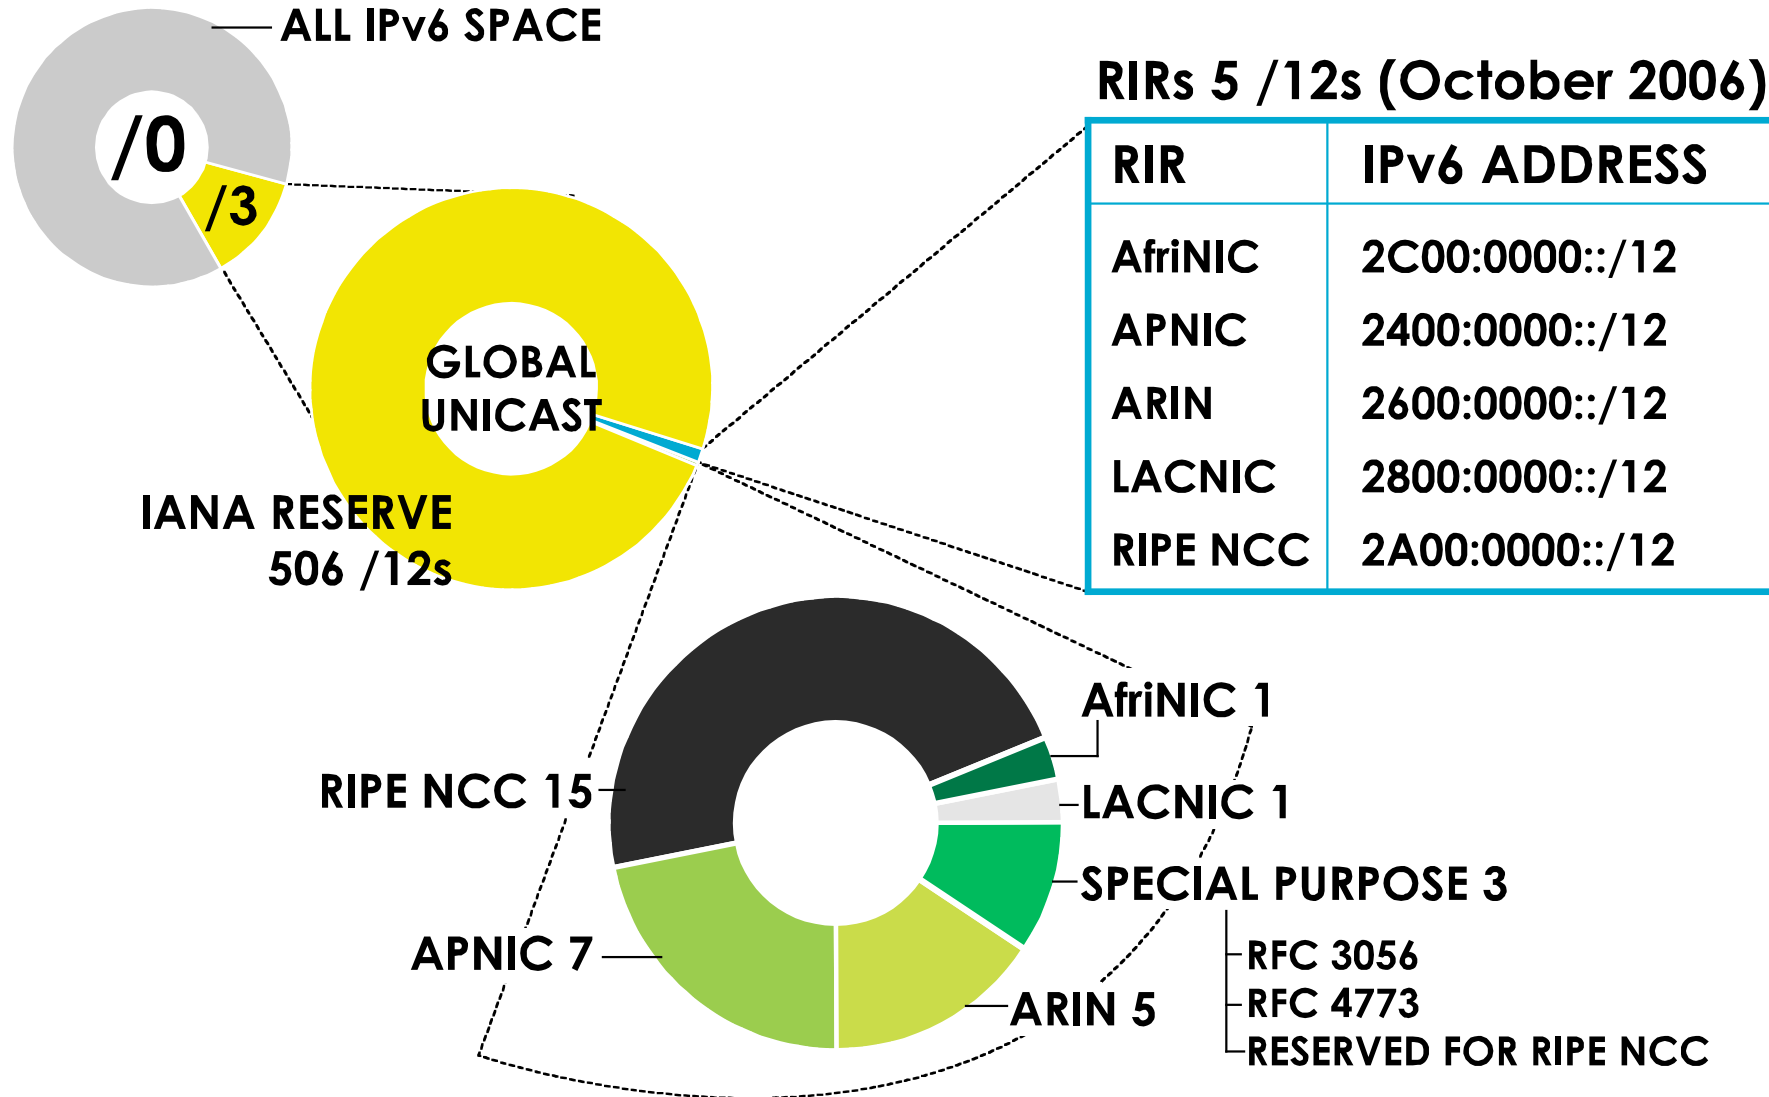 ALL IPv6 SPACE
/0
/3
GLOBAL
UNICAST
IANA RESERVE
506 /12s
RIRs 5 /12s (October 2006)
RIR IPv6 ADDRESS
AfriNIC 2C00:0000::/12
APNIC 2400:0000::/12
ARIN 2600:0000::/12
LACNIC 2800:0000::/12
RIPE NCC 2A00:0000::/12
AfriNIC 1
RIPE NCC 15
LACNIC 1
SPECIAL PURPOSE 3
APNIC 7
RFC 3056
RFC 4773
ARIN 5
RESERVED FOR RIPE NCC